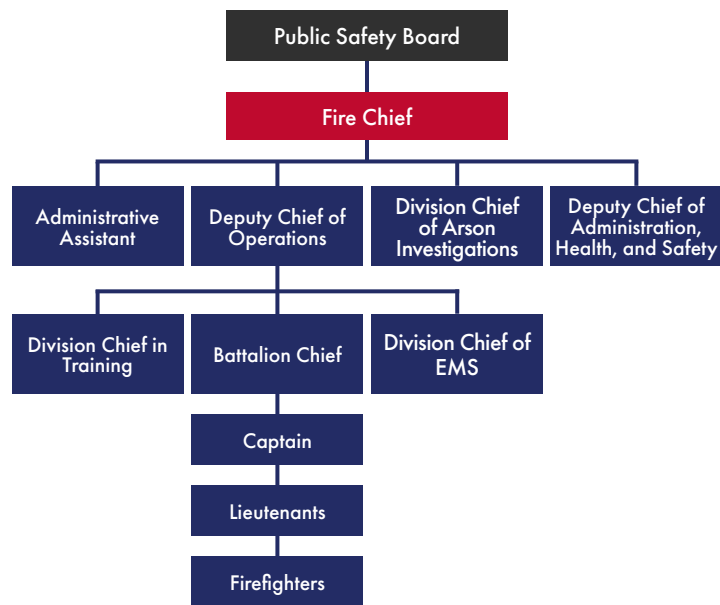 Public Safety Board
Fire Chief
Administrative
Assistant
Deputy Chief of
Operations
Division Chief
of Arson
Investigations
Deputy Chief of
Administration,
Health, and Safety
Division Chief in
Training
Battalion Chief
Division Chief of
EMS
Captain
Lieutenants
Firefighters